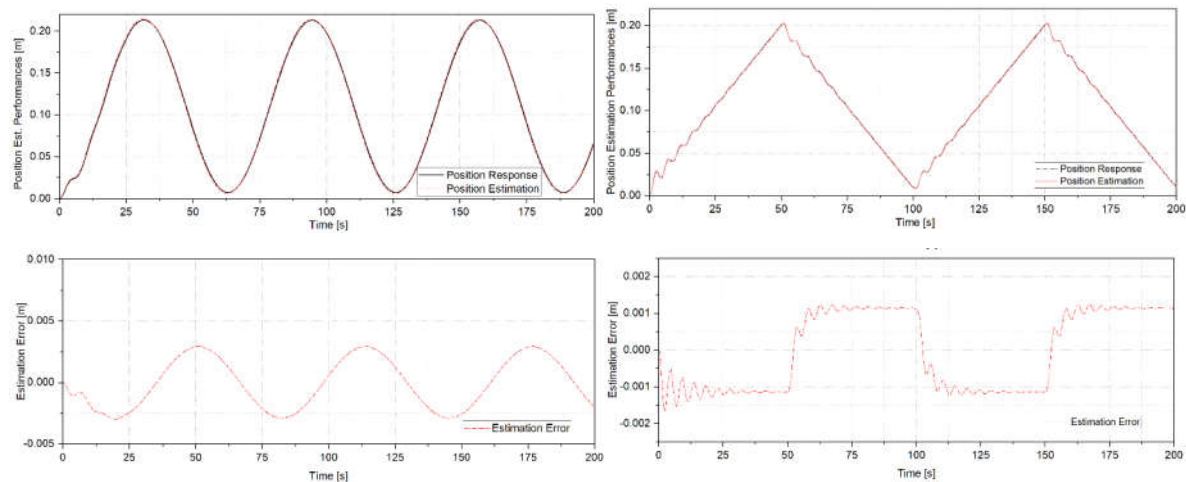 Position Est. Performances [m]
0.20
0.15
0.10
0.05
0.00
Position Response
Position Estimation
0 25 50 75 100 125 150 175 200
Time [s]
Position Estimation Performances [m]
0.20
0.15
0.10
0.05
0.00
Position Response
Position Estimation
0 25 50 75 100 125 150 175 200
Time [s]
Estimation Error [m]
0.010
0.005
0.000
-0.005
Estimation Error
0 25 50 75 100 125 150 175 200
Time [s]
Estimation Error [m]
0.002
0.001
0.000
-0.001
-0.002
Estimation Error
0 25 50 75 100 125 150 175 200
Time [s]